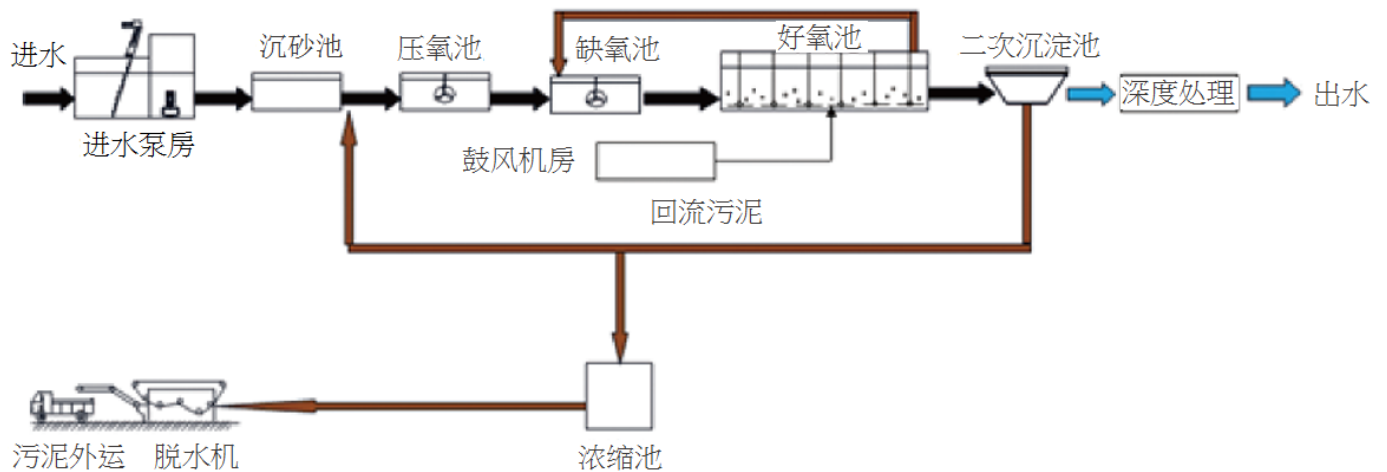 进水
进水泵房
沉砂池
压氧池
缺氧池
好氧池
二次沉淀池
深度处理
出水
鼓风机房
回流污泥
污泥外运
脱水机
浓缩池